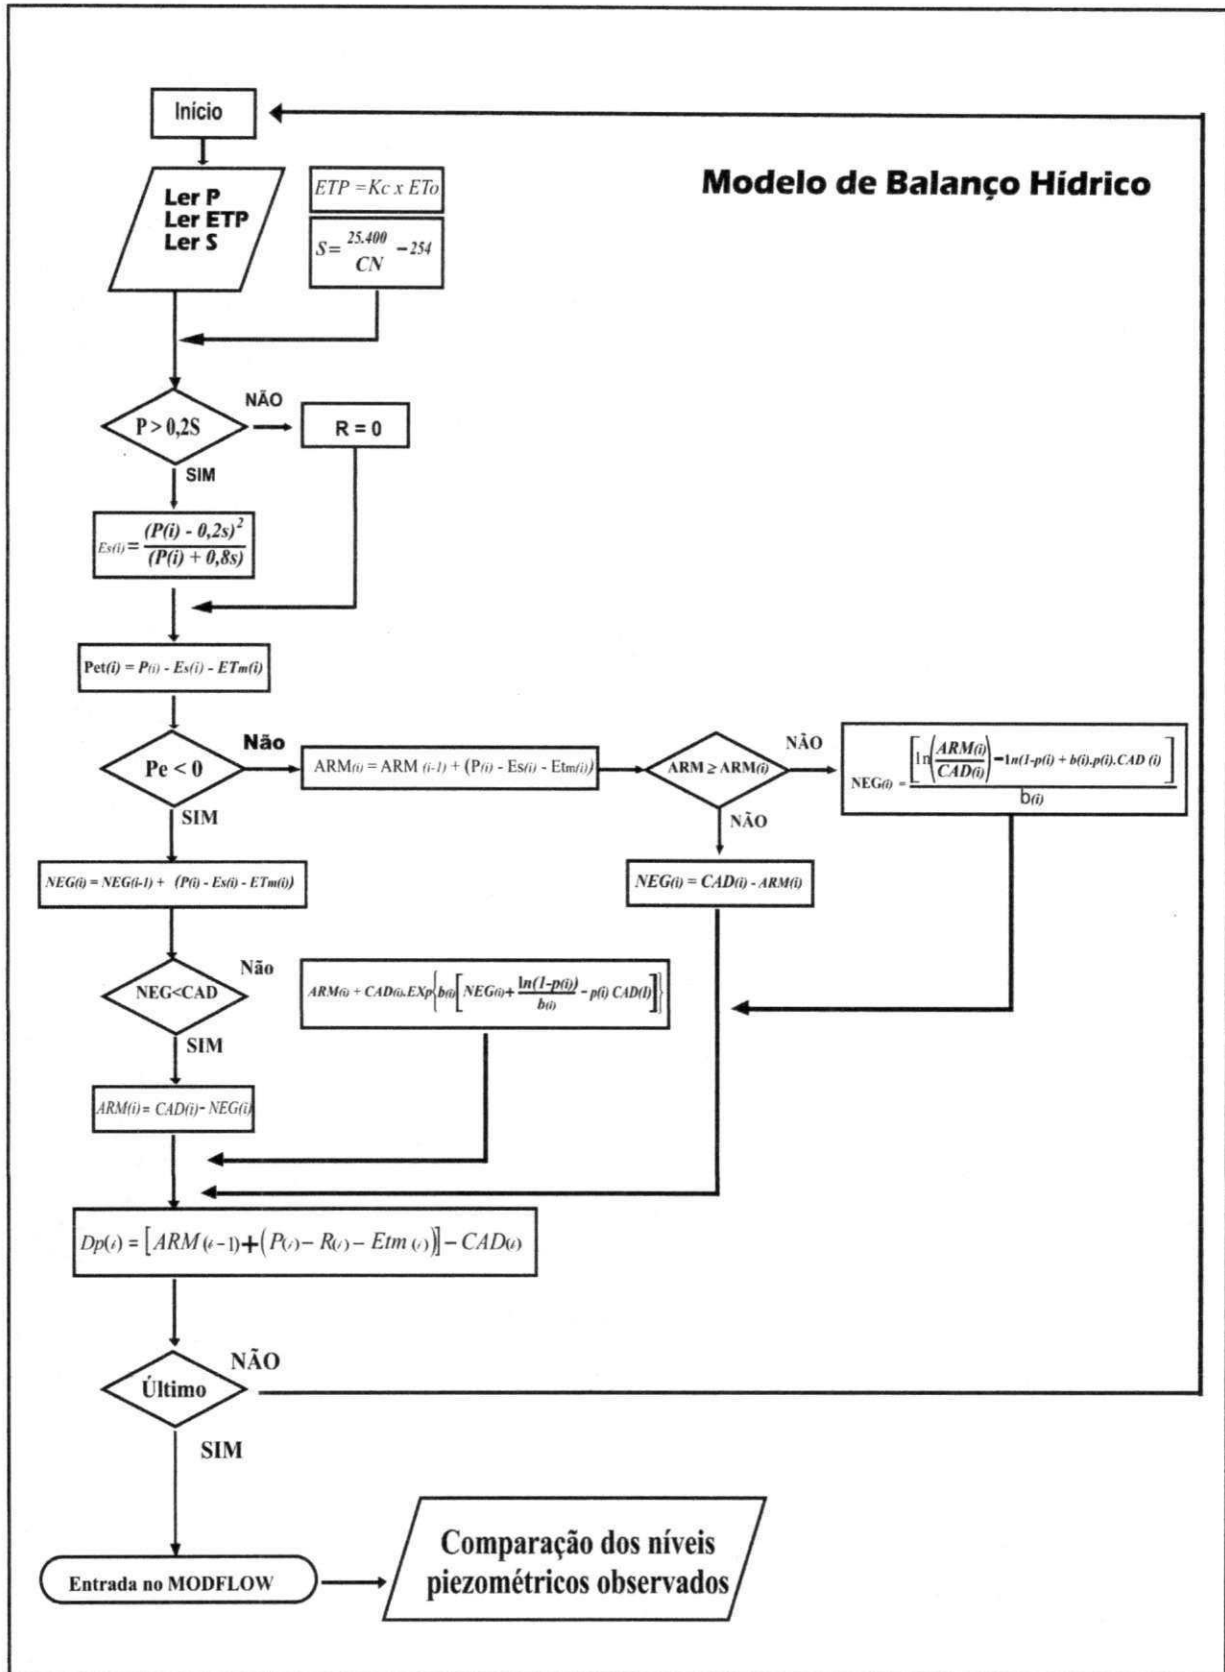 Início
Modelo de Balanço Hídrico
Ler P
Ler ETP
Ler S
ETP = Kc x ETo
S = 25.400 / CN - 254
P > 0,2S
NÃO
R = 0
SIM
Es(i) = (P(i) - 0,2s)² / (P(i) + 0,8s)
Pet(i) = P(i) - Es(i) - ETm(i)
Pe < 0
Não
ARM(i) = ARM (i-1) + (P(i) - Es(i) - Etm(i))
ARM ≥ ARM(i)
NÃO
NEG(i) = [ln(ARM(i) / CAD(i)) - ln(1-p(i) + b(i).p(i).CAD (i)] / b(i)
SIM
NÃO
NEG(i) = NEG(i-1) + (P(i) - Es(i) - ETm(i))
NEG(i) = CAD(i) - ARM(i)
NEG<CAD
Não
ARM(i) + CAD(i).EXp{b(i)[NEG(i) + ln(1-p(i)) / b(i) - p(i) CAD(I)]}
SIM
ARM(i) = CAD(i) - NEG(i)
Dp(i) = [ARM (i-1) + (P(i) - R(i) - Etm (i))] - CAD(i)
Último
NÃO
SIM
Entrada no MODFLOW
Comparação dos níveis
piezométricos observados